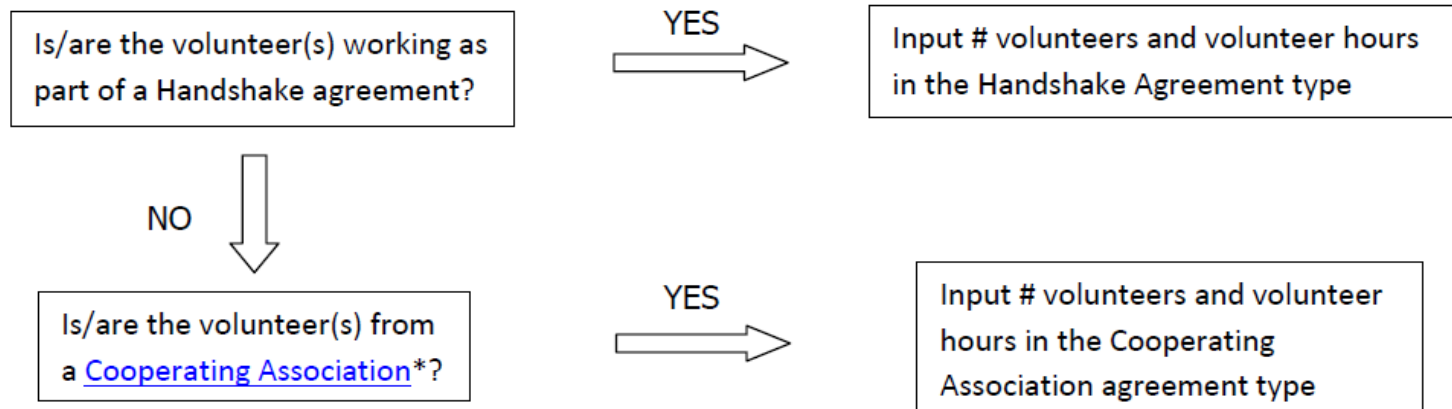 Is/are the volunteer(s) working as
part of a Handshake agreement?
YES
Input # volunteers and volunteer hours
in the Handshake Agreement type
NO
Is/are the volunteer(s) from
a Cooperating Association*?
YES
Input # volunteers and volunteer
hours in the Cooperating
Association agreement type